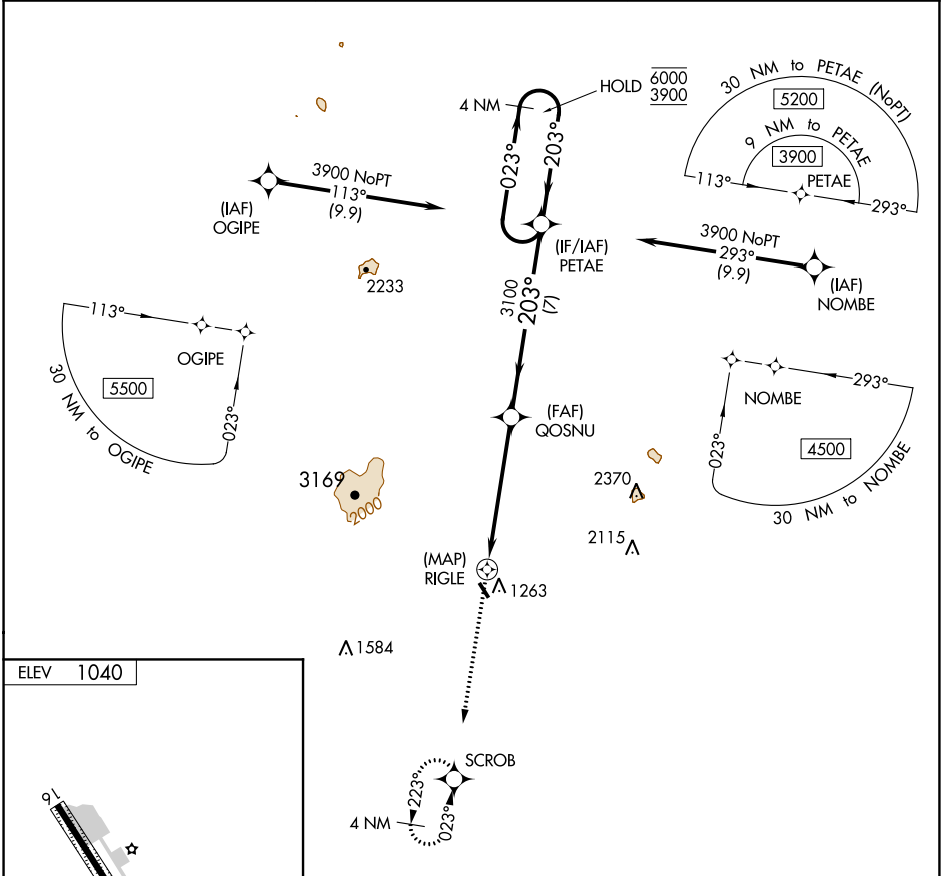 HOLD 6000
3900
4 NM
023°
203°
30 NM to PETAE (NoPT)
5200
9 NM to PETAE
3900
PETAE
113°
293°
3900 NoPT
113°
(9.9)
(IAF)
OGIPE
(IF/IAF)
PETAE
3900 NoPT
293°
(9.9)
(IAF)
NOMBE
2233
3100
203°
(7)
113°
OGIPE
5500
023°
30 NM to OGIPE
(FAF)
QOSNU
NOMBE
293°
4500
023°
30 NM to NOMBE
3169
2000
2370
2115
(MAP)
RIGLE
1263
1584
ELEV 1040
SCROB
223°
023°
4 NM
16